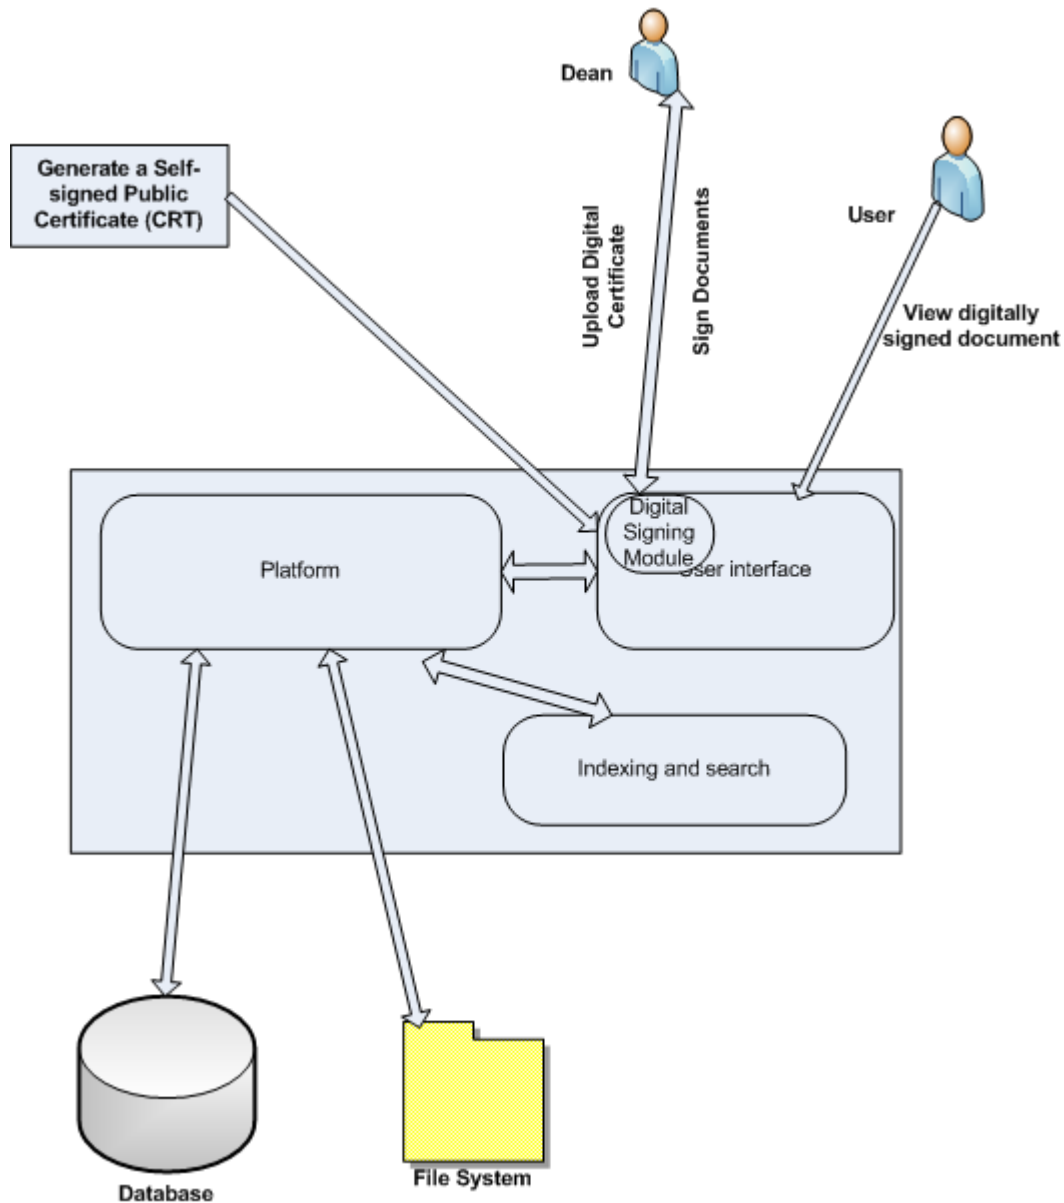 Dean
Generate a Self-
signed Public
Certificate (CRT)
User
Upload Digital
Certificate
Sign Documents
View digitally
signed document
Digital
Signing
Module
Platform
User interface
Indexing and search
File System
Database